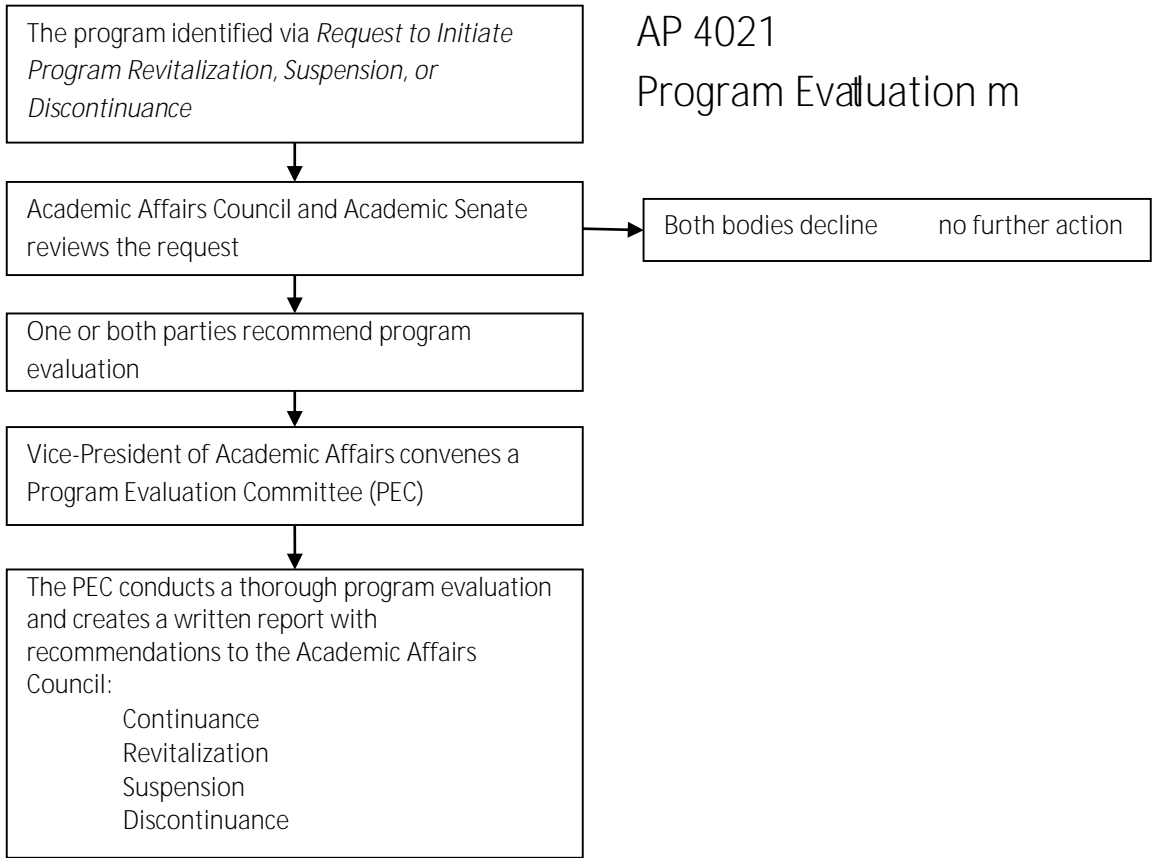 AP 4021
Program Evatluation m
The program identified via Request to Initiate
Program Revitalization, Suspension, or
Discontinuance
Academic Affairs Council and Academic Senate
reviews the request
Both bodies decline no further action
One or both parties recommend program
evaluation
Vice-President of Academic Affairs convenes a
Program Evaluation Committee (PEC)
The PEC conducts a thorough program evaluation
and creates a written report with
recommendations to the Academic Affairs
Council:
Continuance
Revitalization
Suspension
Discontinuance